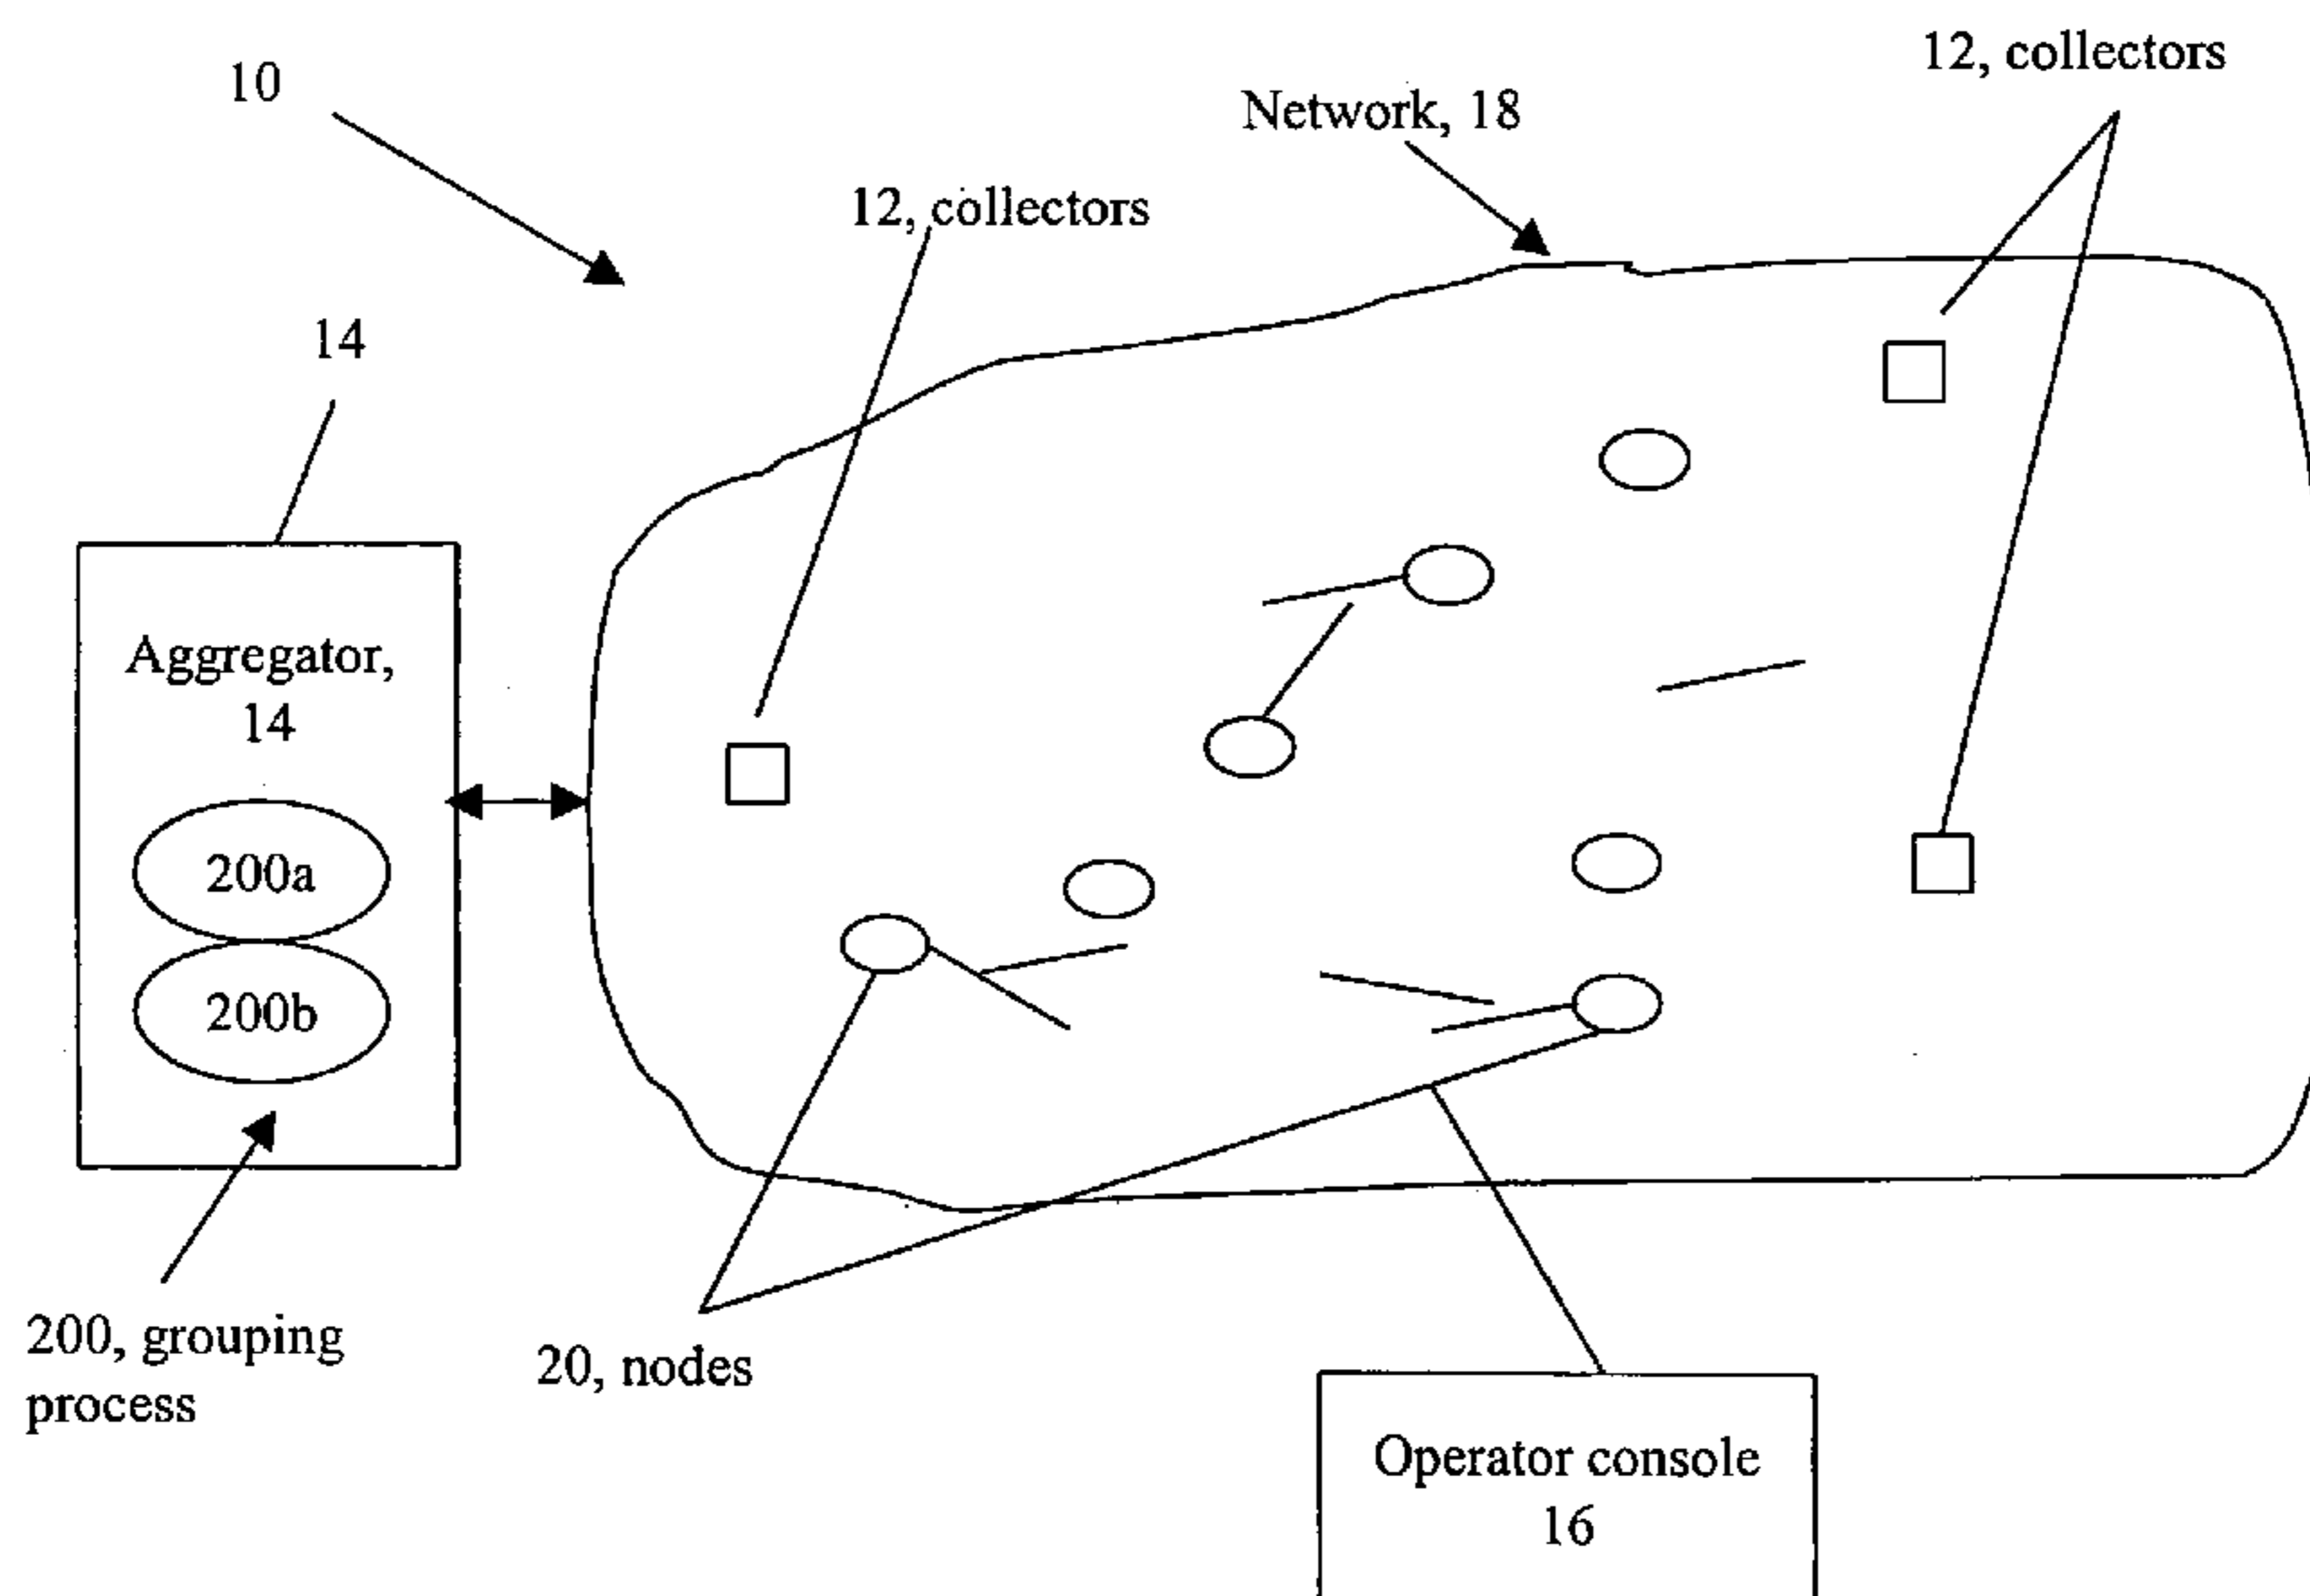 12, collectors
10
Network, 18
12, collectors
14
Aggregator,
14
200a
200b
200, grouping
process
20, nodes
Operator console
16